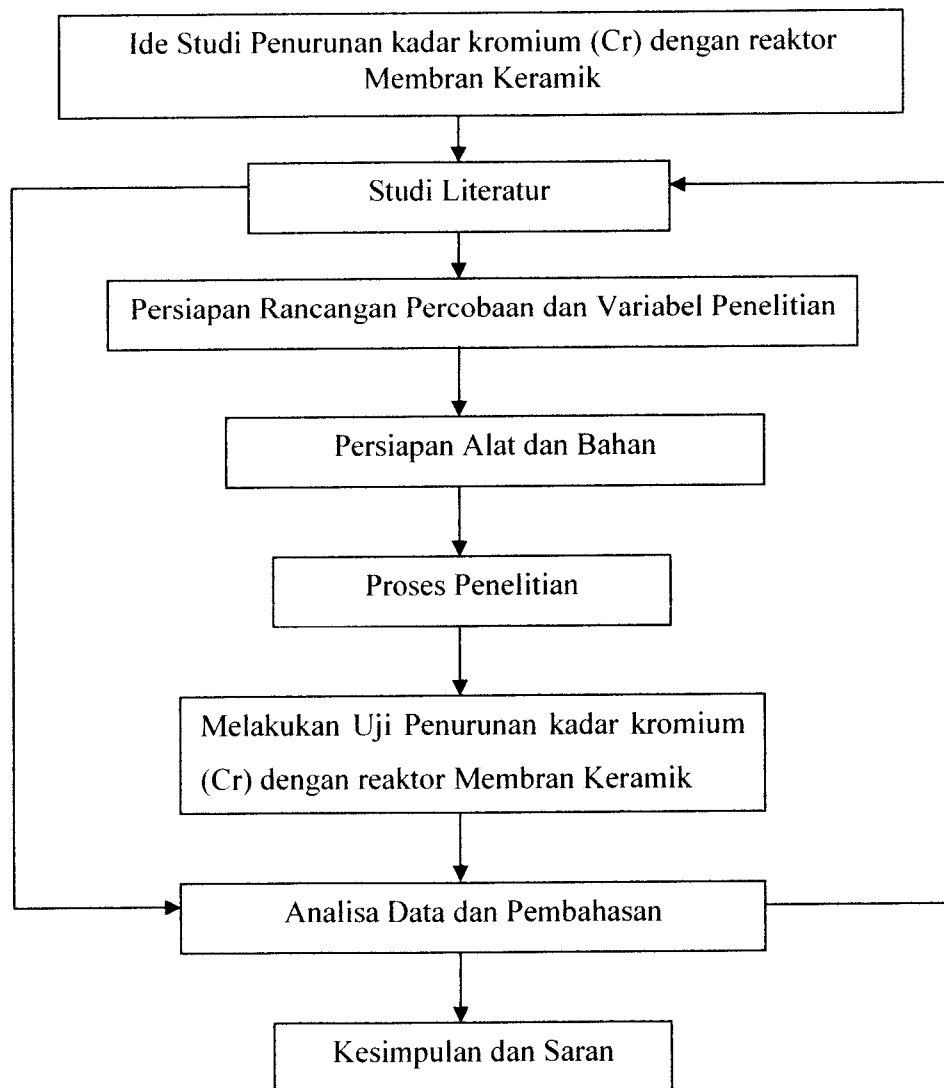 Ide Studi Penurunan kadar kromium (Cr) dengan reaktor
Membran Keramik
Studi Literatur
Persiapan Rancangan Percobaan dan Variabel Penelitian
Persiapan Alat dan Bahan
Proses Penelitian
Melakukan Uji Penurunan kadar kromium
(Cr) dengan reaktor Membran Keramik
Analisa Data dan Pembahasan
Kesimpulan dan Saran